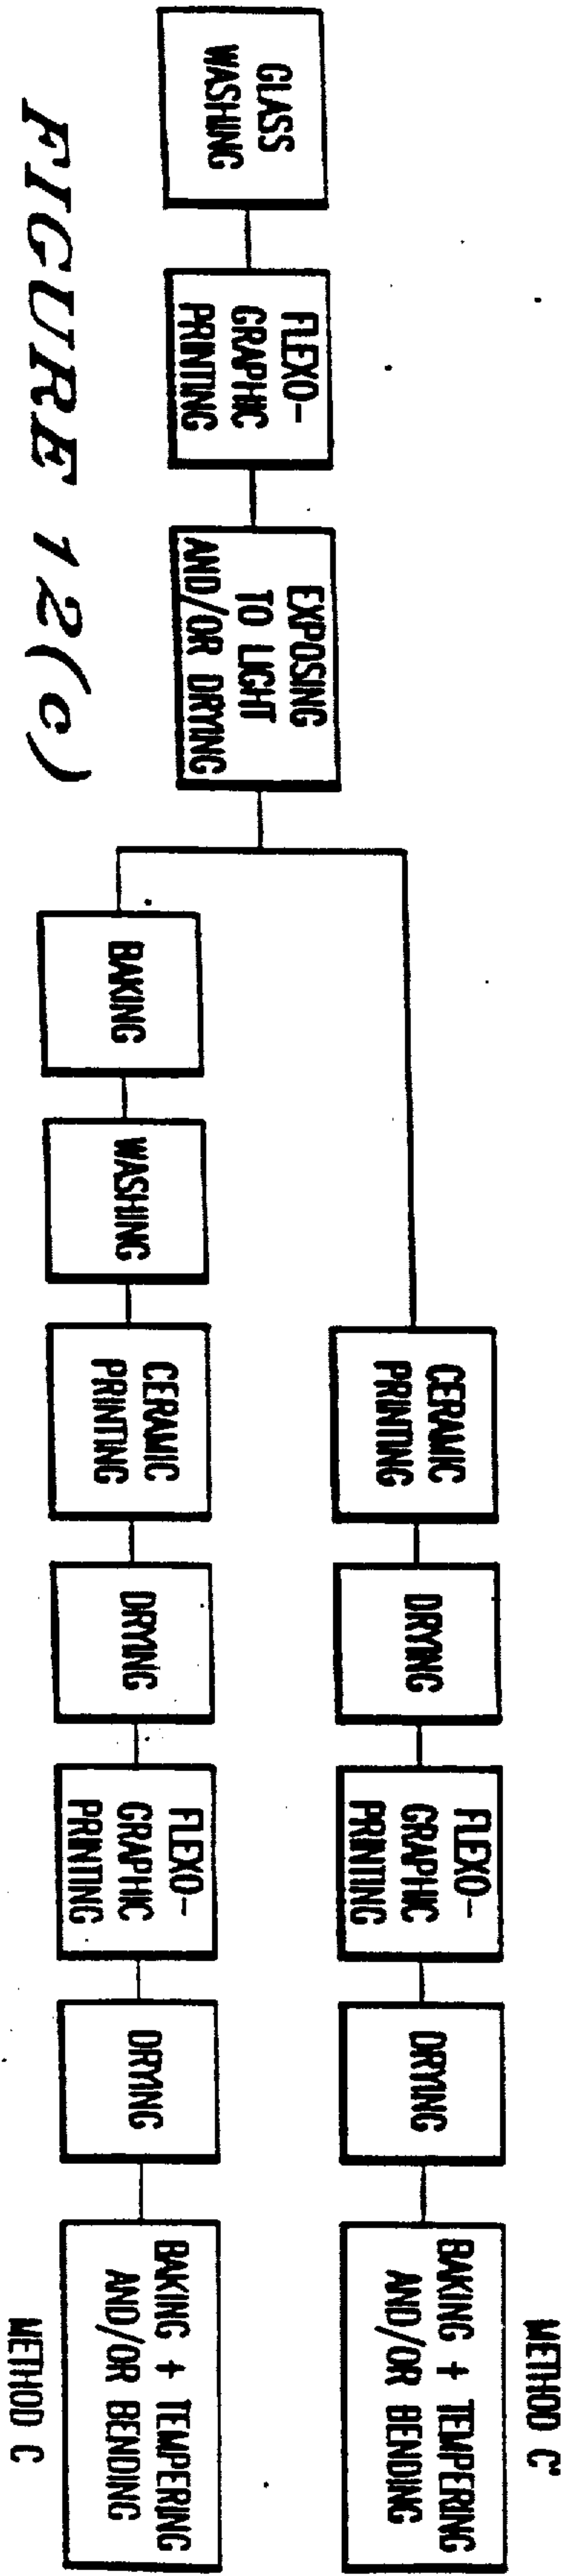 GLASS
WASHING
FLEXO-
GRAPHIC
PRINTING
EXPOSING
TO LIGHT
AND/OR DRYING
CERAMIC
PRINTING
DRYING
FLEXO-
GRAPHIC
PRINTING
DRYING
BAKING + TEMPERING
AND/OR BENDING
METHOD C'
BAKING
WASHING
CERAMIC
PRINTING
DRYING
FLEXO-
GRAPHIC
PRINTING
DRYING
BAKING + TEMPERING
AND/OR BENDING
METHOD C
FIGURE 12(c)